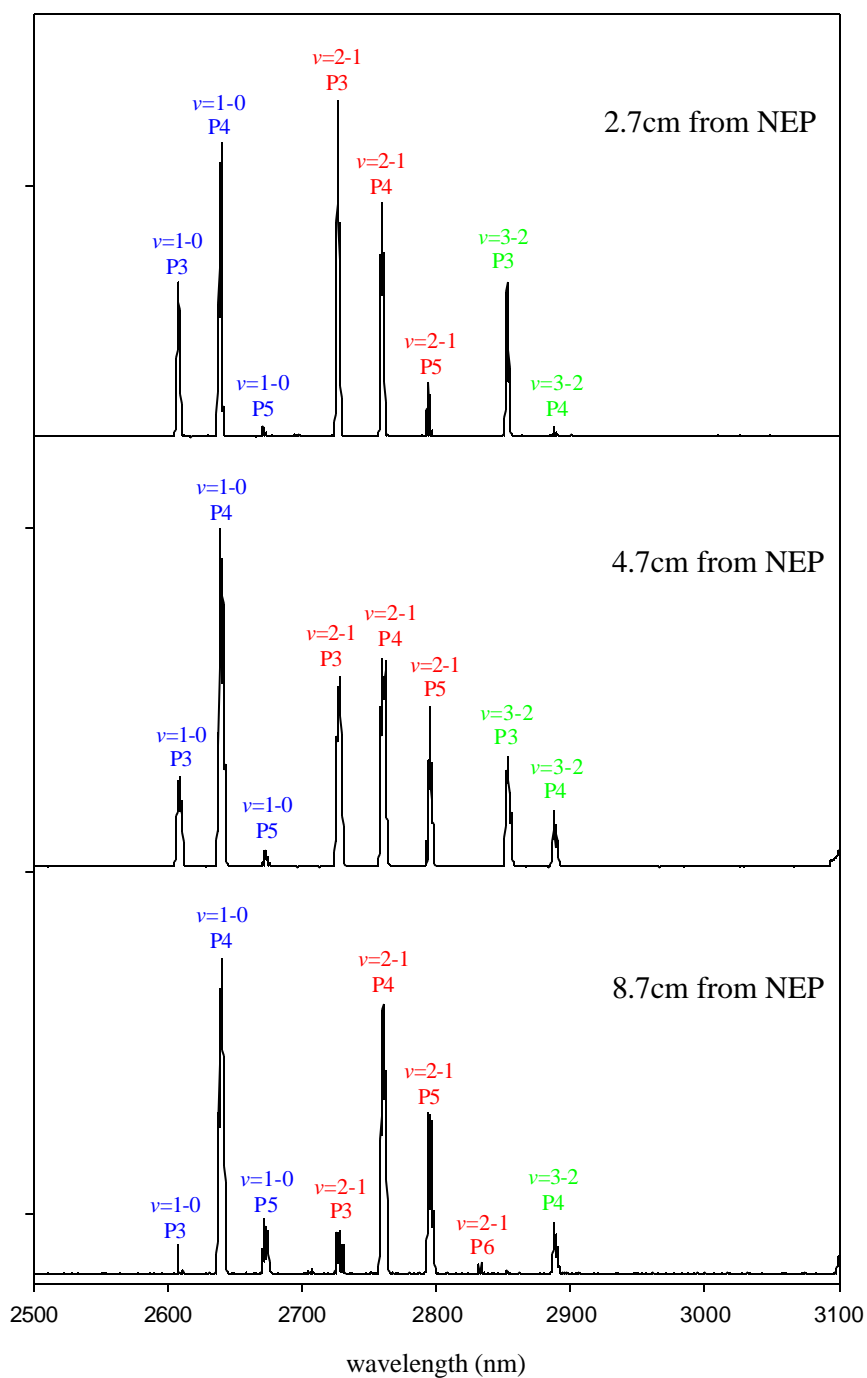 v=2-1
P3
v=1-0
P4
2.7cm from NEP
v=2-1
P4
v=1-0
P3
v=3-2
P3
v=2-1
P5
v=1-0
P5
v=3-2
P4
v=1-0
P4
4.7cm from NEP
v=2-1
P3
v=2-1
P4
v=2-1
P5
v=3-2
P3
v=1-0
P3
v=3-2
P4
v=1-0
P5
v=1-0
P4
v=2-1
P4
8.7cm from NEP
v=2-1
P5
v=1-0
P3
v=1-0
P5
v=2-1
P3
v=3-2
P4
v=2-1
P6
2500 2600 2700 2800 2900 3000 3100
wavelength (nm)